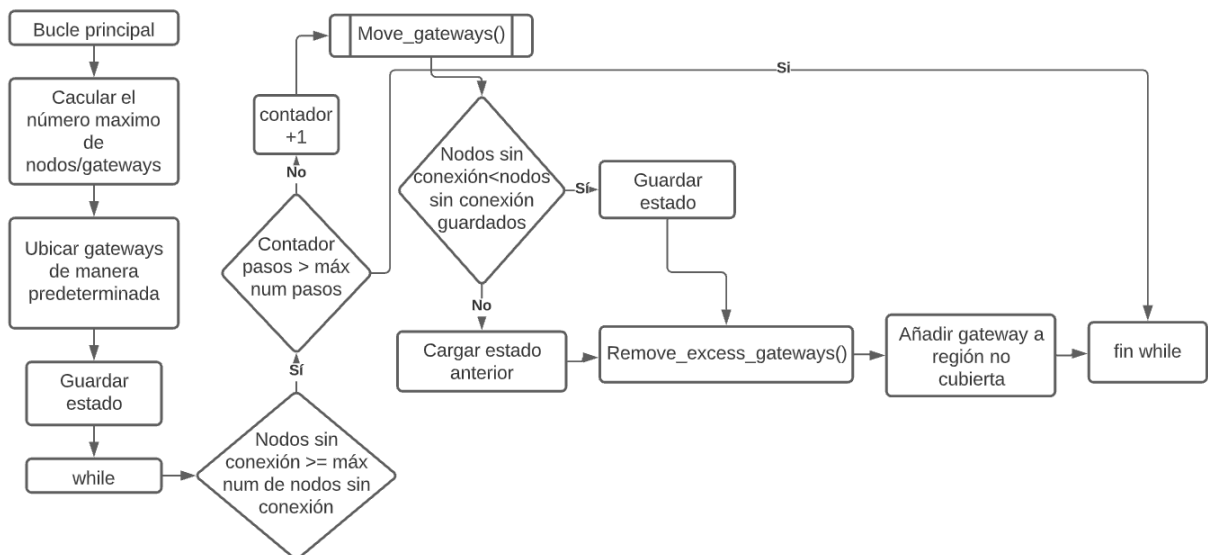 Bucle principal
Cacular el
número maximo
de
nodos/gateways
Ubicar gateways
de manera
predeterminada
Guardar
estado
while
Nodos sin
conexión >= máx
num de nodos sin
conexión
Sí
Contador
pasos > máx
num pasos
No
contador
+1
Move_gateways()
Si
Nodos sin
conexión<nodos
sin conexión
guardados
Sí
Guardar
estado
No
Cargar estado
anterior
Remove_excess_gateways()
Añadir gateway a
región no
cubierta
fin while